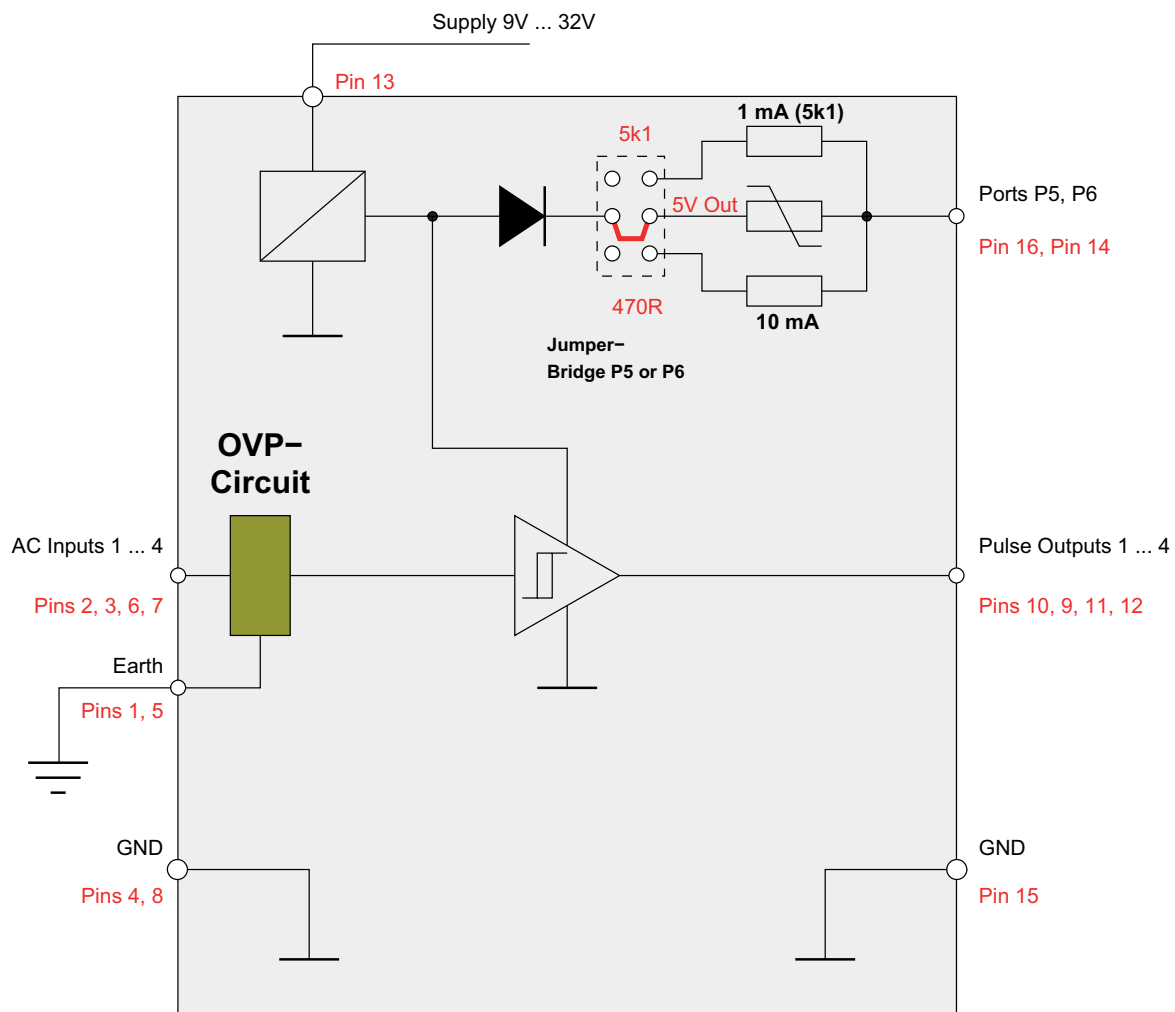 Supply 9V ... 32V
Pin 13
1 mA (5k1)
5k1
5V Out
Ports P5, P6
Pin 16, Pin 14
470R
10 mA
Jumper−
Bridge P5 or P6
OVP−
Circuit
AC Inputs 1 ... 4
Pins 2, 3, 6, 7
Pulse Outputs 1 ... 4
Pins 10, 9, 11, 12
Earth
Pins 1, 5
GND
Pins 4, 8
GND
Pin 15